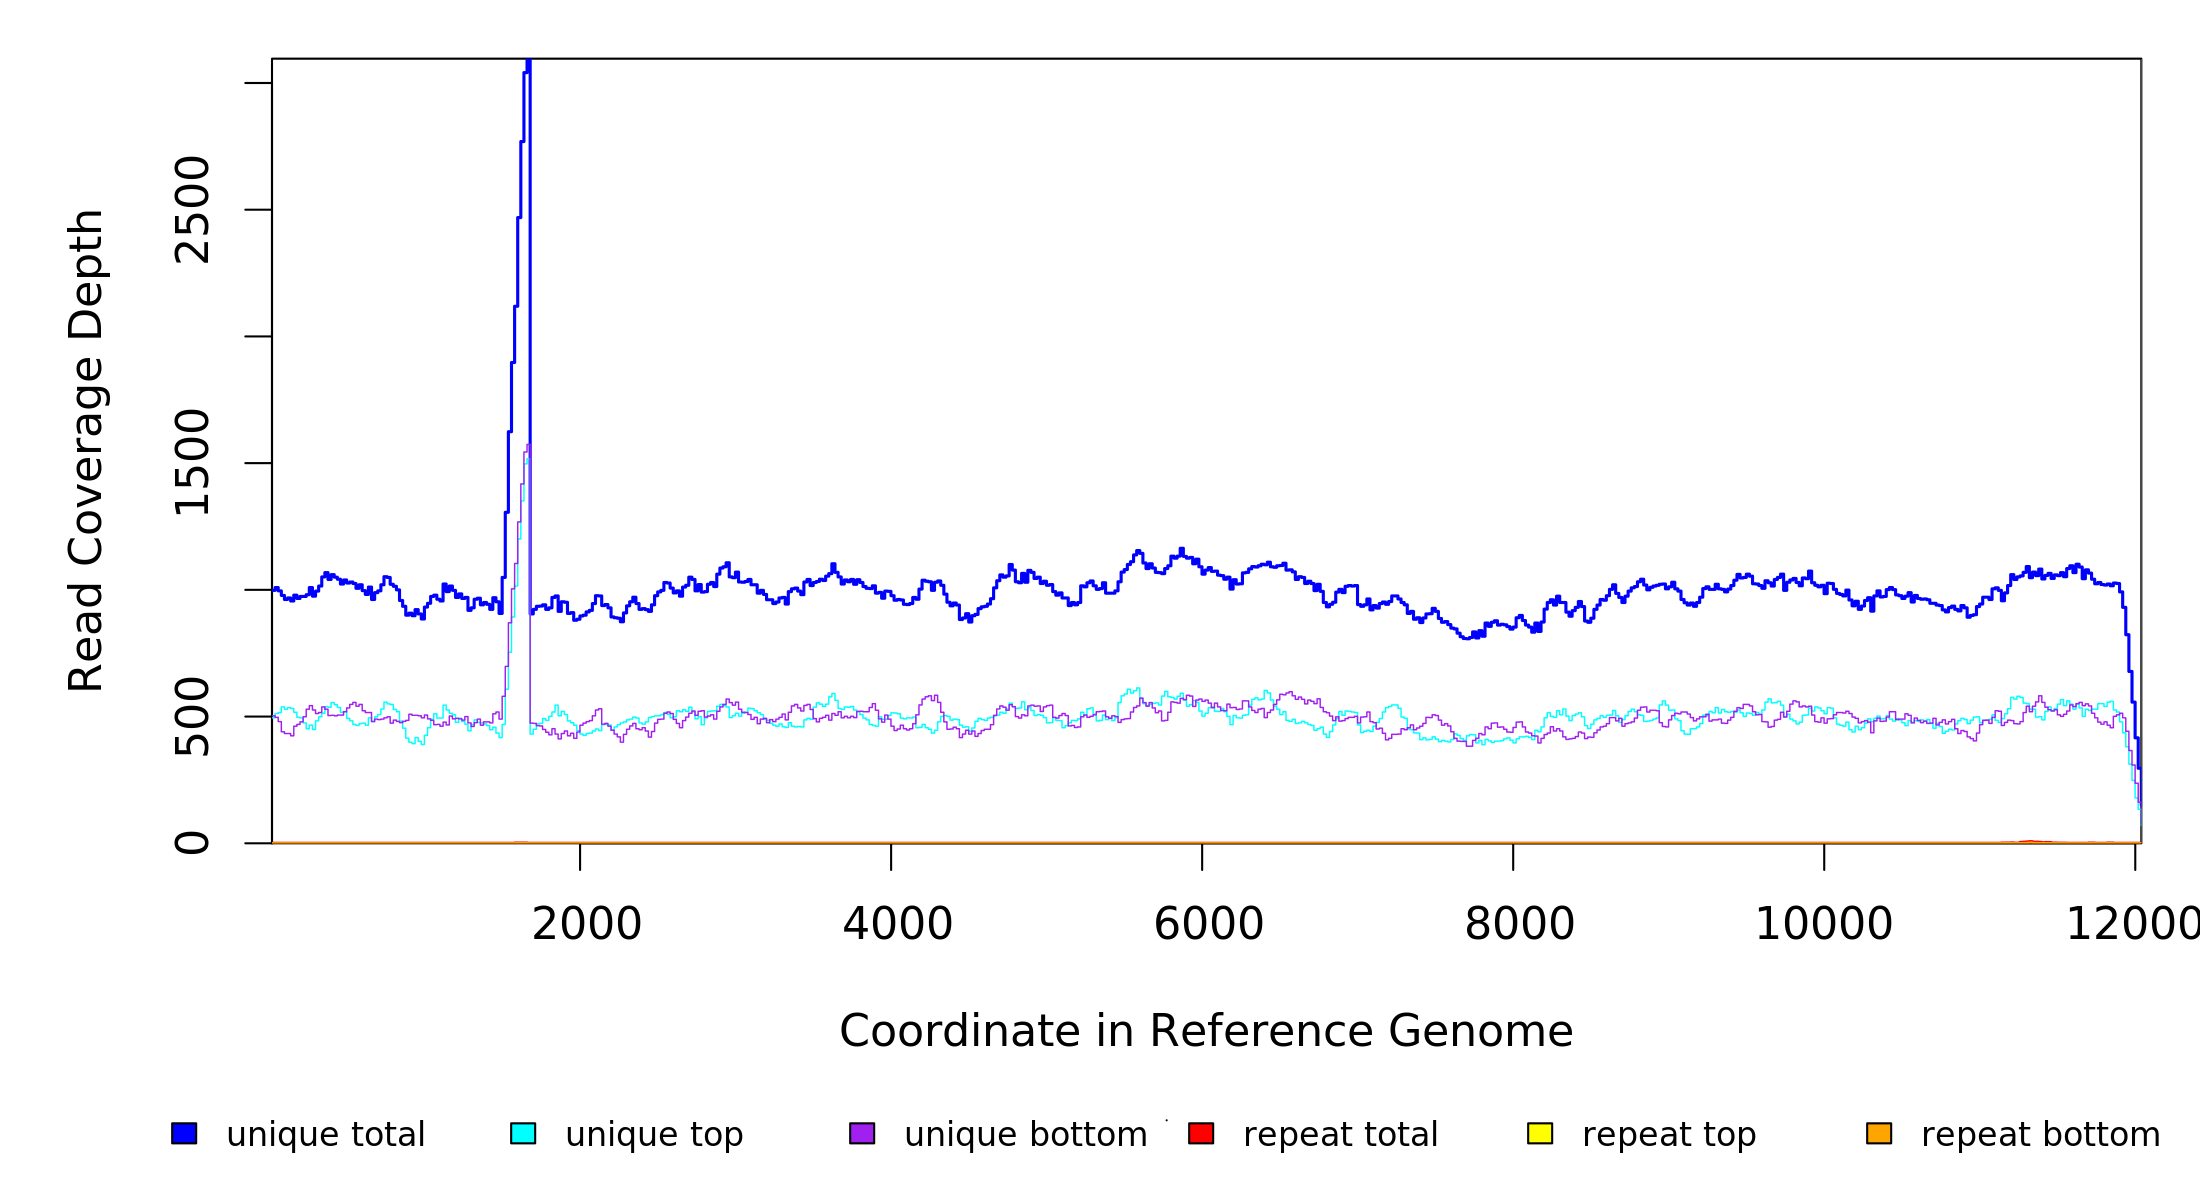 Read Coverage Depth
2500
1500
500
0
2000 4000 6000 8000 10000 12000
Coordinate in Reference Genome
unique total unique top unique bottom repeat total repeat top repeat bottom